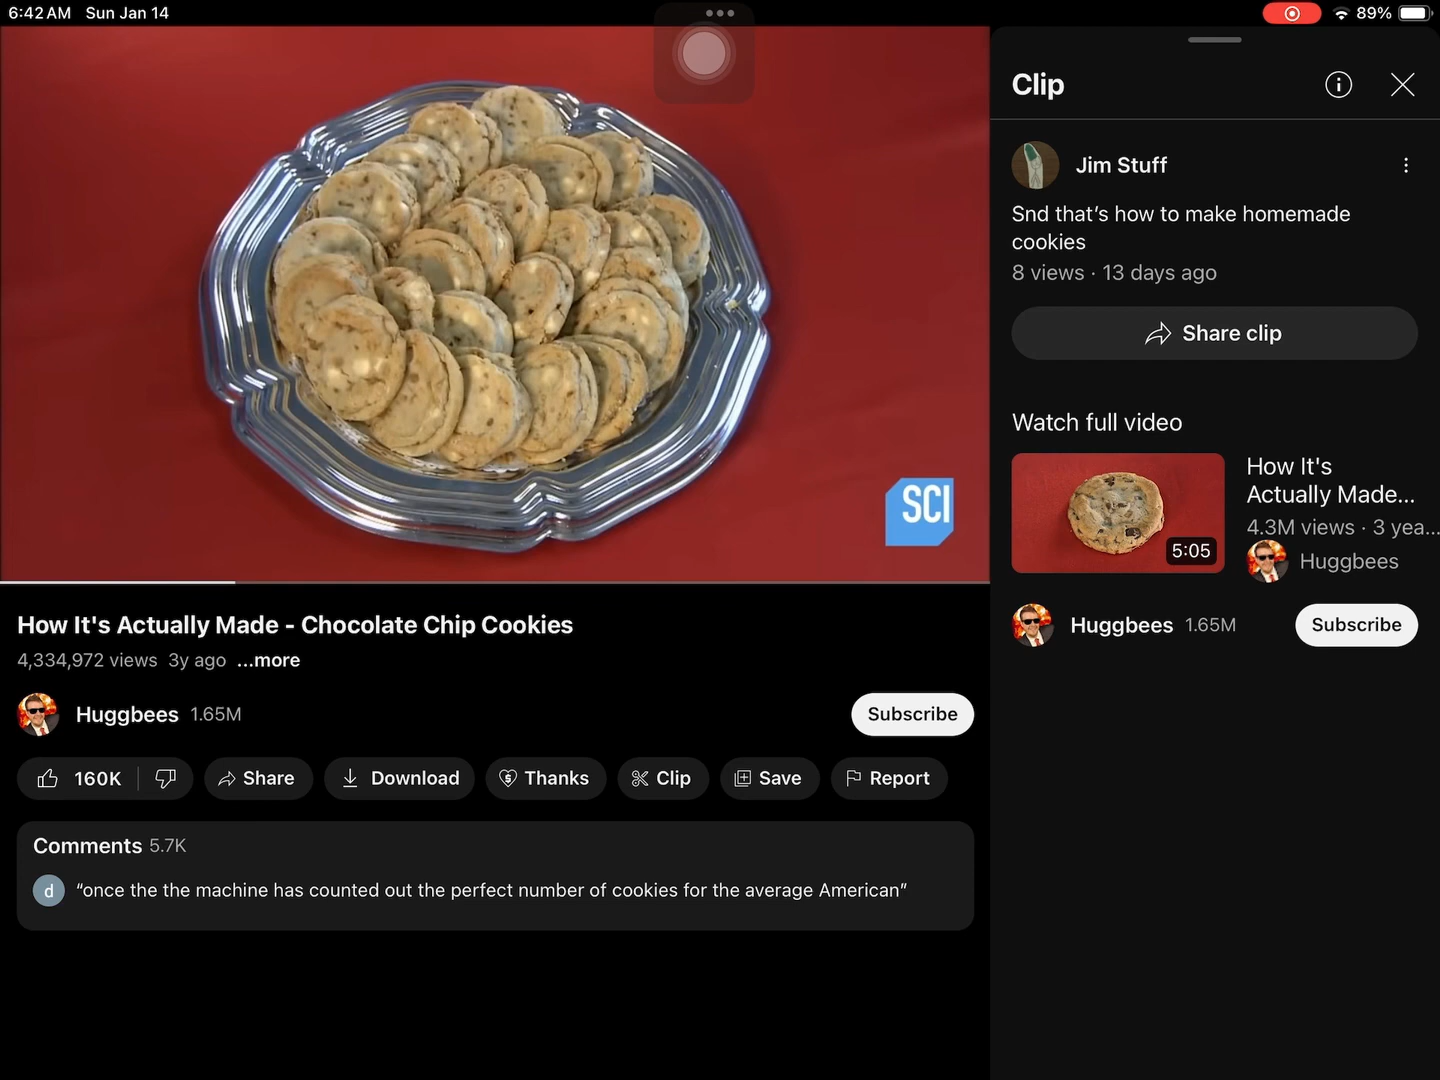 6:42 AM Sun Jan 14
89%
SCI
How It's Actually Made - Chocolate Chip Cookies
4,334,972 views 3y ago ...more
Huggbees 1.65M
Subscribe
160K
Share
Download
Thanks
Clip
Save
Report
Comments 5.7K
d
“once the the machine has counted out the perfect number of cookies for the average American”
Clip
Jim Stuff
Snd that’s how to make homemade
cookies
8 views · 13 days ago
Share clip
Watch full video
5:05
How It's
Actually Made...
4.3M views · 3 yea...
Huggbees
Huggbees 1.65M
Subscribe